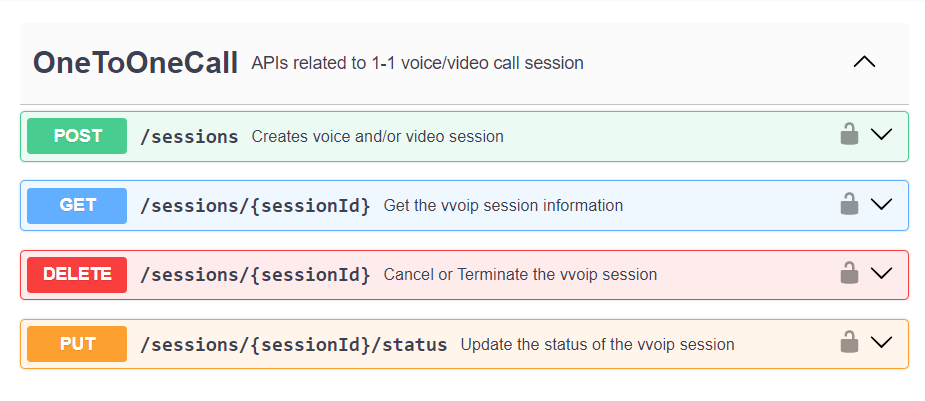 OneToOneCall APIs related to 1-1 voice/video call session
POST /sessions Creates voice and/or video session
GET /sessions/{sessionId} Get the vvoip session information
DELETE /sessions/{sessionId} Cancel or Terminate the vvoip session
PUT /sessions/{sessionId}/status Update the status of the vvoip session